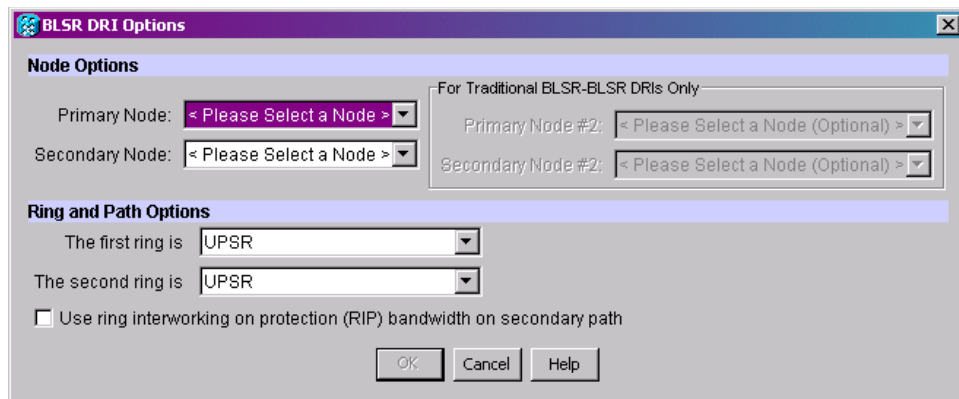 BLSR DRI Options
Node Options
For Traditional BLSR-BLSR DRIs Only
Primary Node: < Please Select a Node >
Primary Node #2: < Please Select a Node (Optional) >
Secondary Node: < Please Select a Node >
Secondary Node #2: < Please Select a Node (Optional) >
Ring and Path Options
The first ring is UPSR
The second ring is UPSR
Use ring interworking on protection (RIP) bandwidth on secondary path
OK Cancel Help